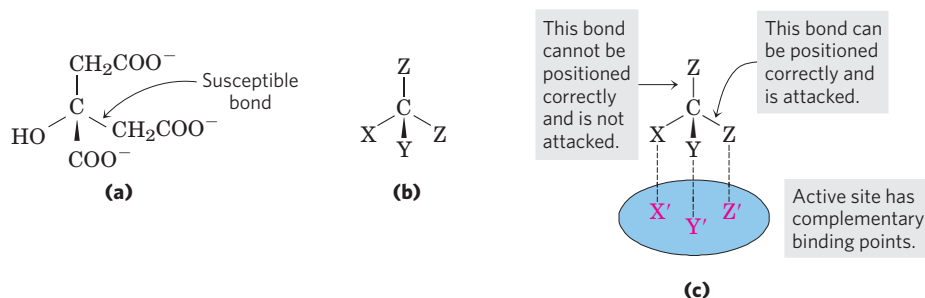 CH₂COO⁻
Susceptible
bond
C
HO
CH₂COO⁻
COO⁻
(a)
Z
C
X
Z
Y
(b)
This bond
cannot be
positioned
correctly
and is not
attacked.
This bond can
be positioned
correctly and
is attacked.
Z
C
X
Z
Y
X′
Z′
Y′
Active site has
complementary
binding points.
(c)